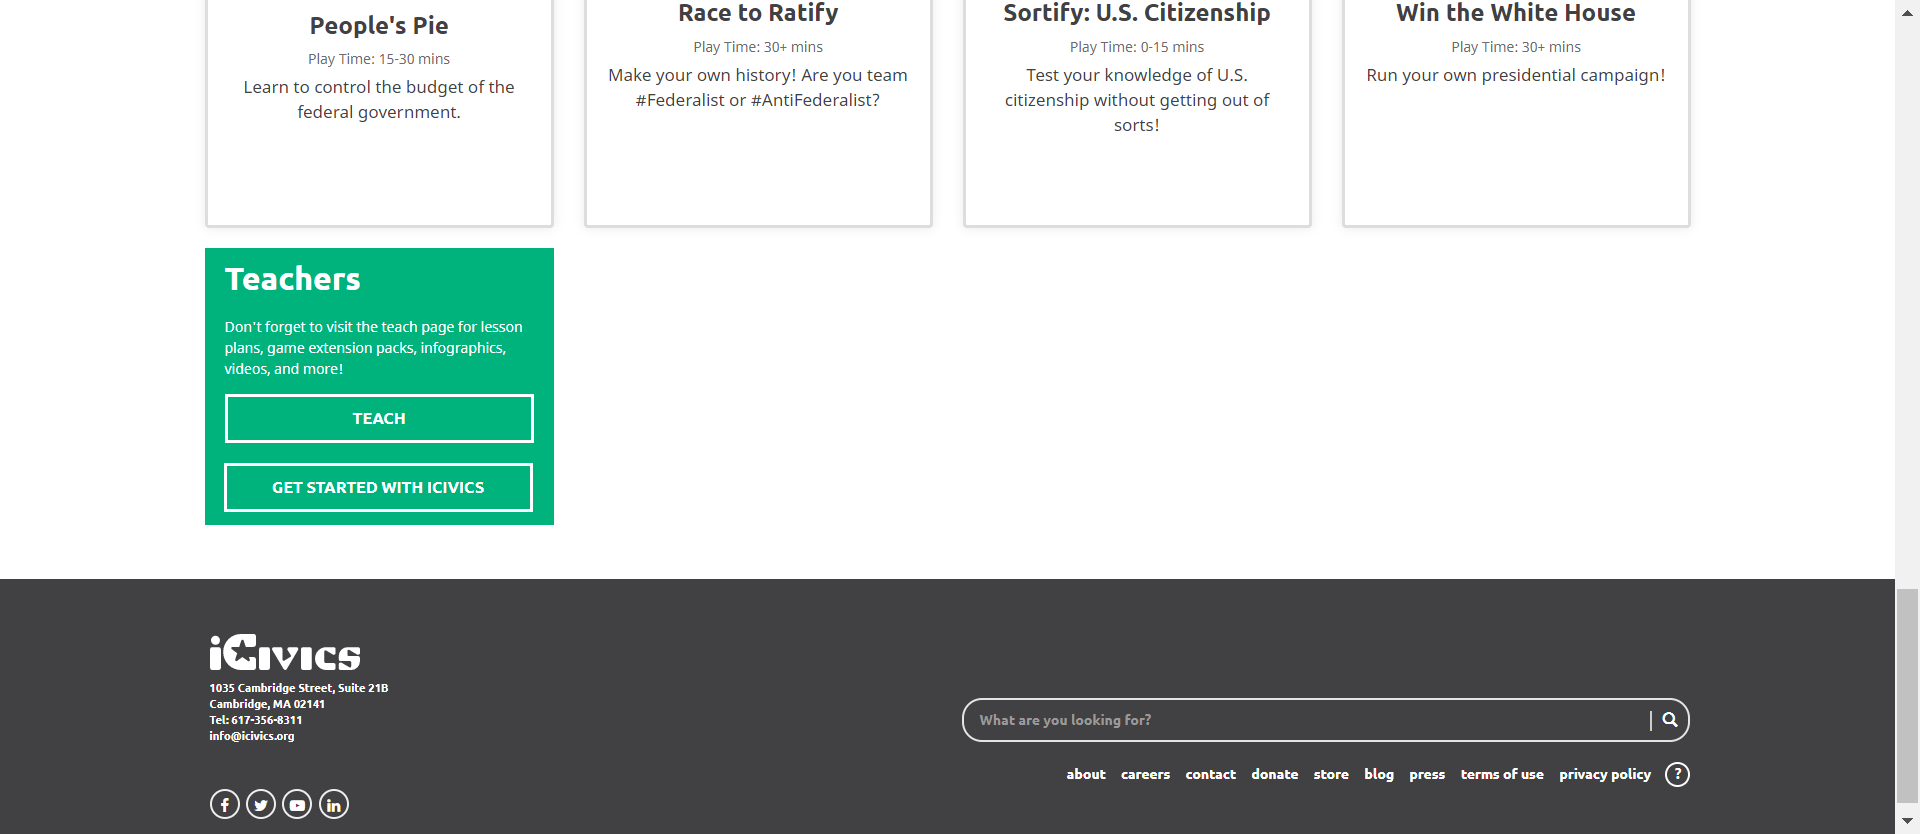 People's Pie
Play Time: 15-30 mins
Learn to control the budget of the
federal government.
Race to Ratify
Play Time: 30+ mins
Make your own history! Are you team
#Federalist or #AntiFederalist?
Sortify: U.S. Citizenship
Play Time: 0-15 mins
Test your knowledge of U.S.
citizenship without getting out of
sorts!
Win the White House
Play Time: 30+ mins
Run your own presidential campaign!
Teachers
Don't forget to visit the teach page for lesson
plans, game extension packs, infographics,
videos, and more!
TEACH
GET STARTED WITH ICIVICS
iCivics
1035 Cambridge Street, Suite 21B
Cambridge, MA 02141
Tel: 617-356-8311
info@icivics.org
What are you looking for?
about careers contact donate store blog press terms of use privacy policy ?